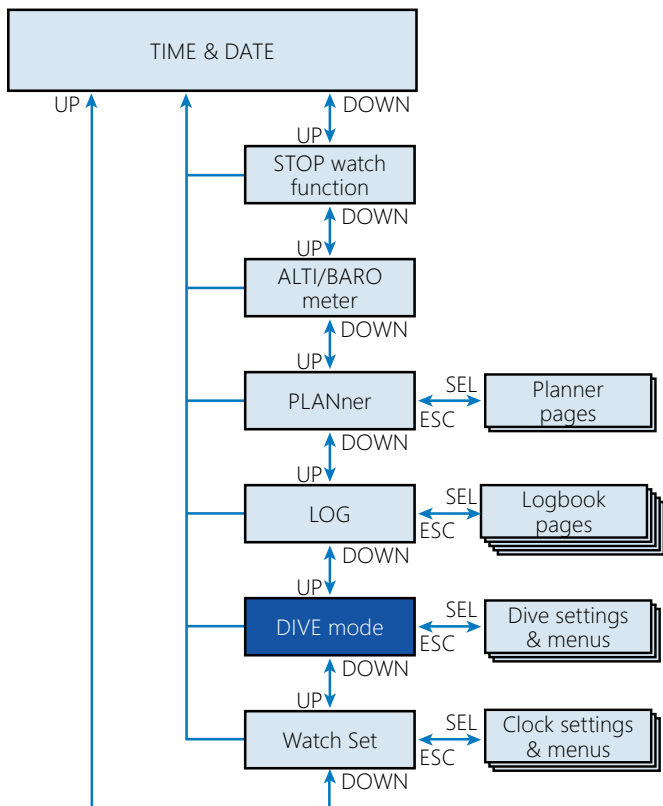 TIME & DATE
UP
DOWN
UP
STOP watch
function
DOWN
UP
ALTI/BARO
meter
DOWN
UP
PLANner
SEL
ESC
Planner
pages
DOWN
UP
LOG
SEL
ESC
Logbook
pages
DOWN
UP
DIVE mode
SEL
ESC
Dive settings
& menus
DOWN
UP
Watch Set
SEL
ESC
Clock settings
& menus
DOWN